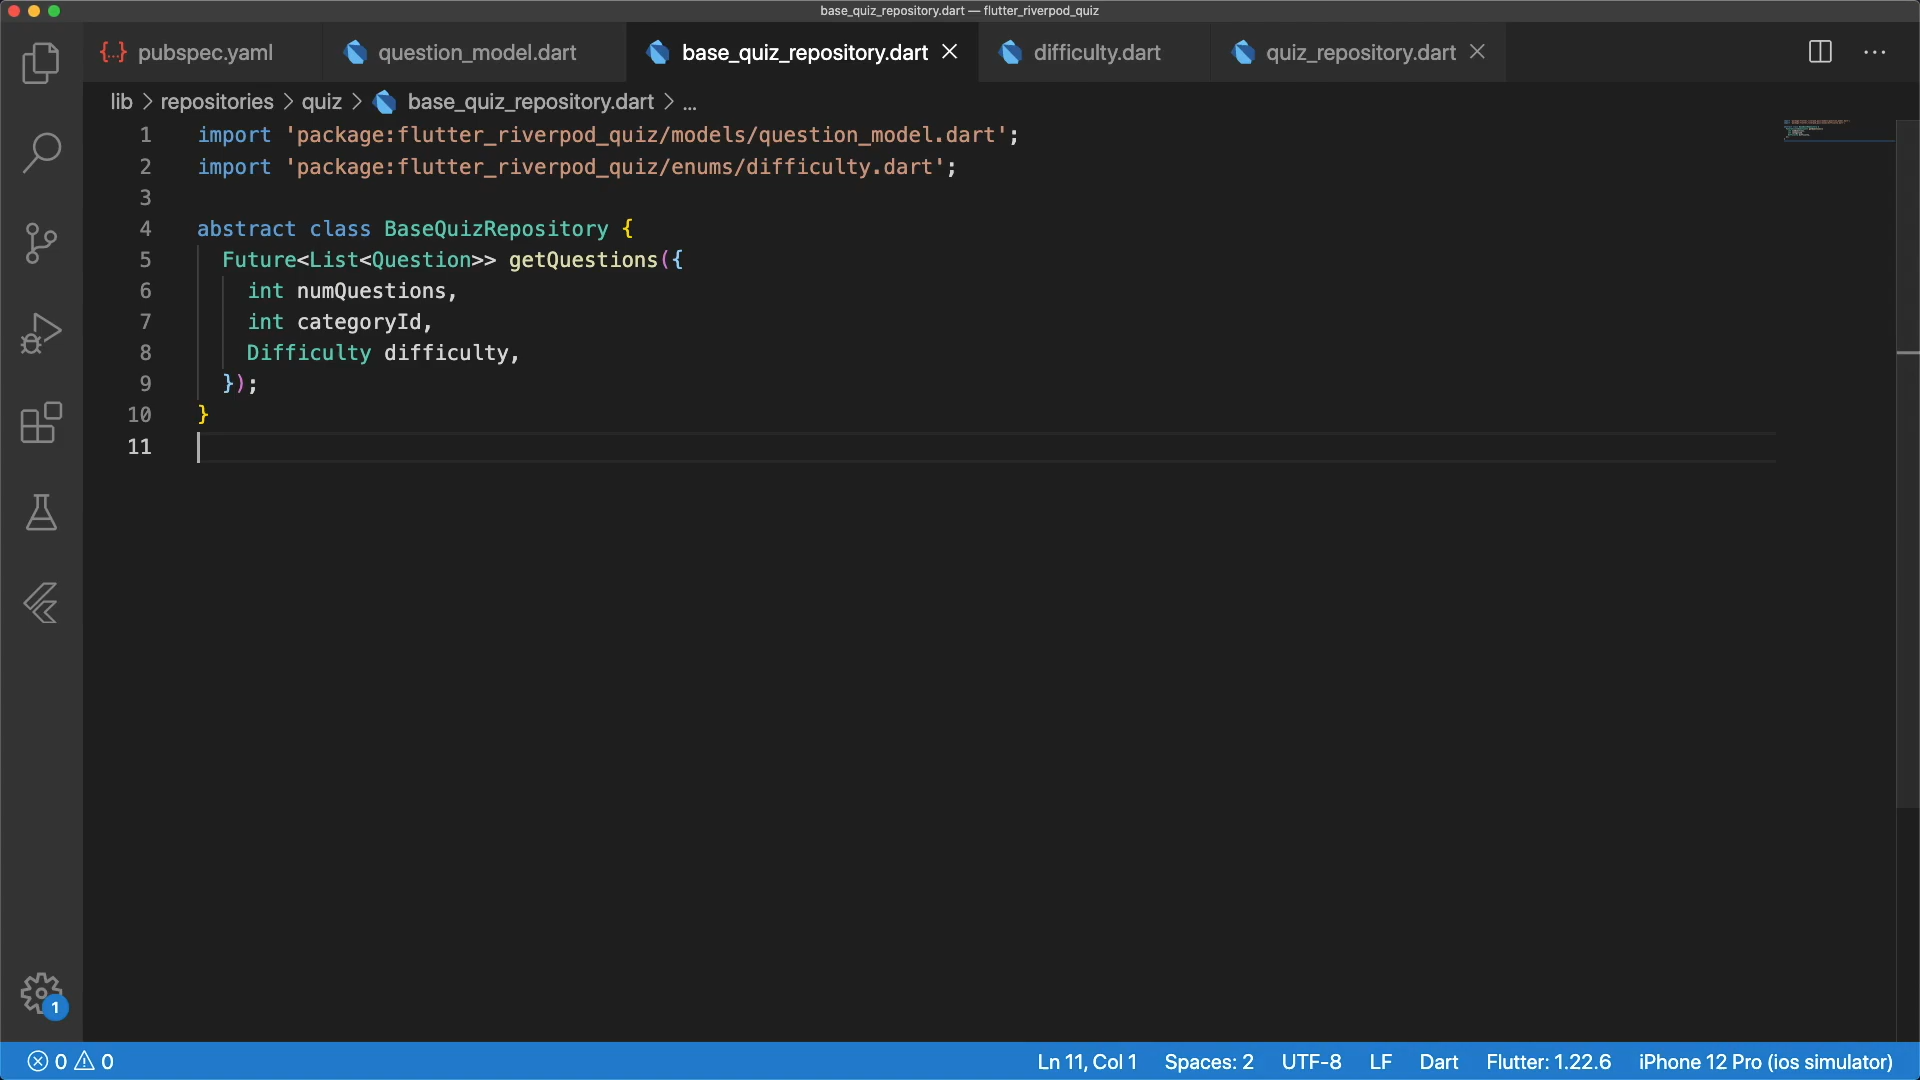 base_quiz_repository.dart — flutter_riverpod_quiz
{..} pubspec.yaml question_model.dart base_quiz_repository.dart difficulty.dart quiz_repository.dart
lib > repositories > quiz > base_quiz_repository.dart > ...
1 import 'package:flutter_riverpod_quiz/models/question_model.dart';
2 import 'package:flutter_riverpod_quiz/enums/difficulty.dart';
3
4 abstract class BaseQuizRepository {
5 Future<List<Question>> getQuestions({
6 int numQuestions,
7 int categoryId,
8 Difficulty difficulty,
9 });
10 }
11
1
0 0 Ln 11, Col 1 Spaces: 2 UTF-8 LF Dart Flutter: 1.22.6 iPhone 12 Pro (ios simulator)